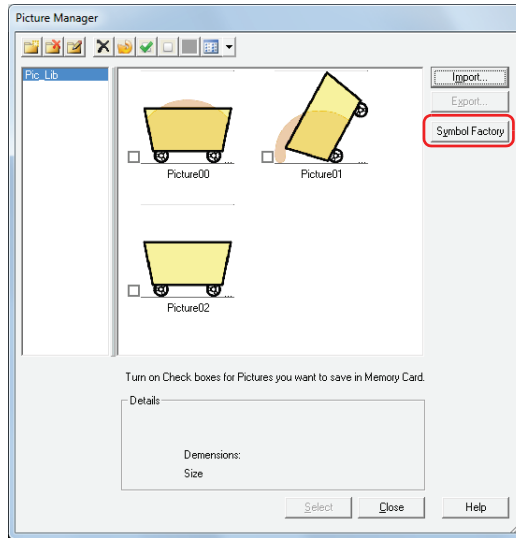 Picture Manager
Pic_Lib
Import...
Export...
Symbol Factory
Picture00
Picture01
Picture02
Turn on Check boxes for Pictures you want to save in Memory Card.
Details
Demensions:
Size
Select
Close
Help